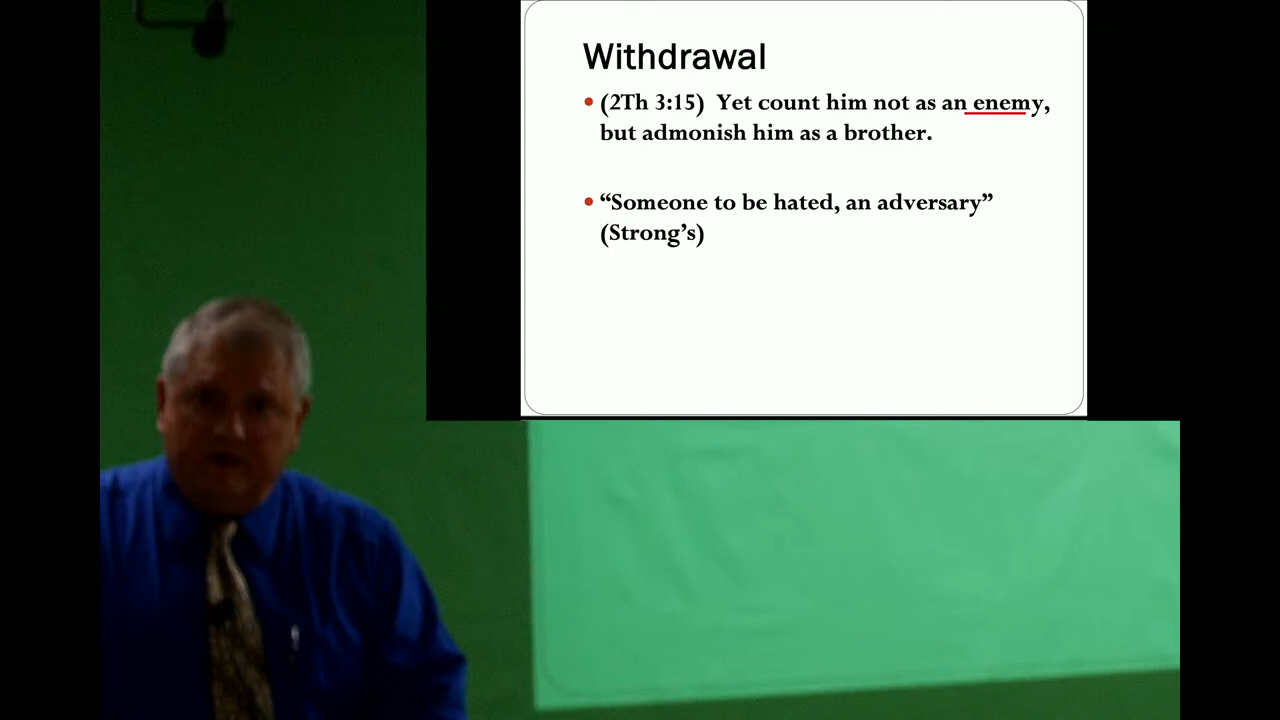 Withdrawal
• (2Th 3:15) Yet count him not as an enemy,
but admonish him as a brother.
• “Someone to be hated, an adversary”
(Strong’s)